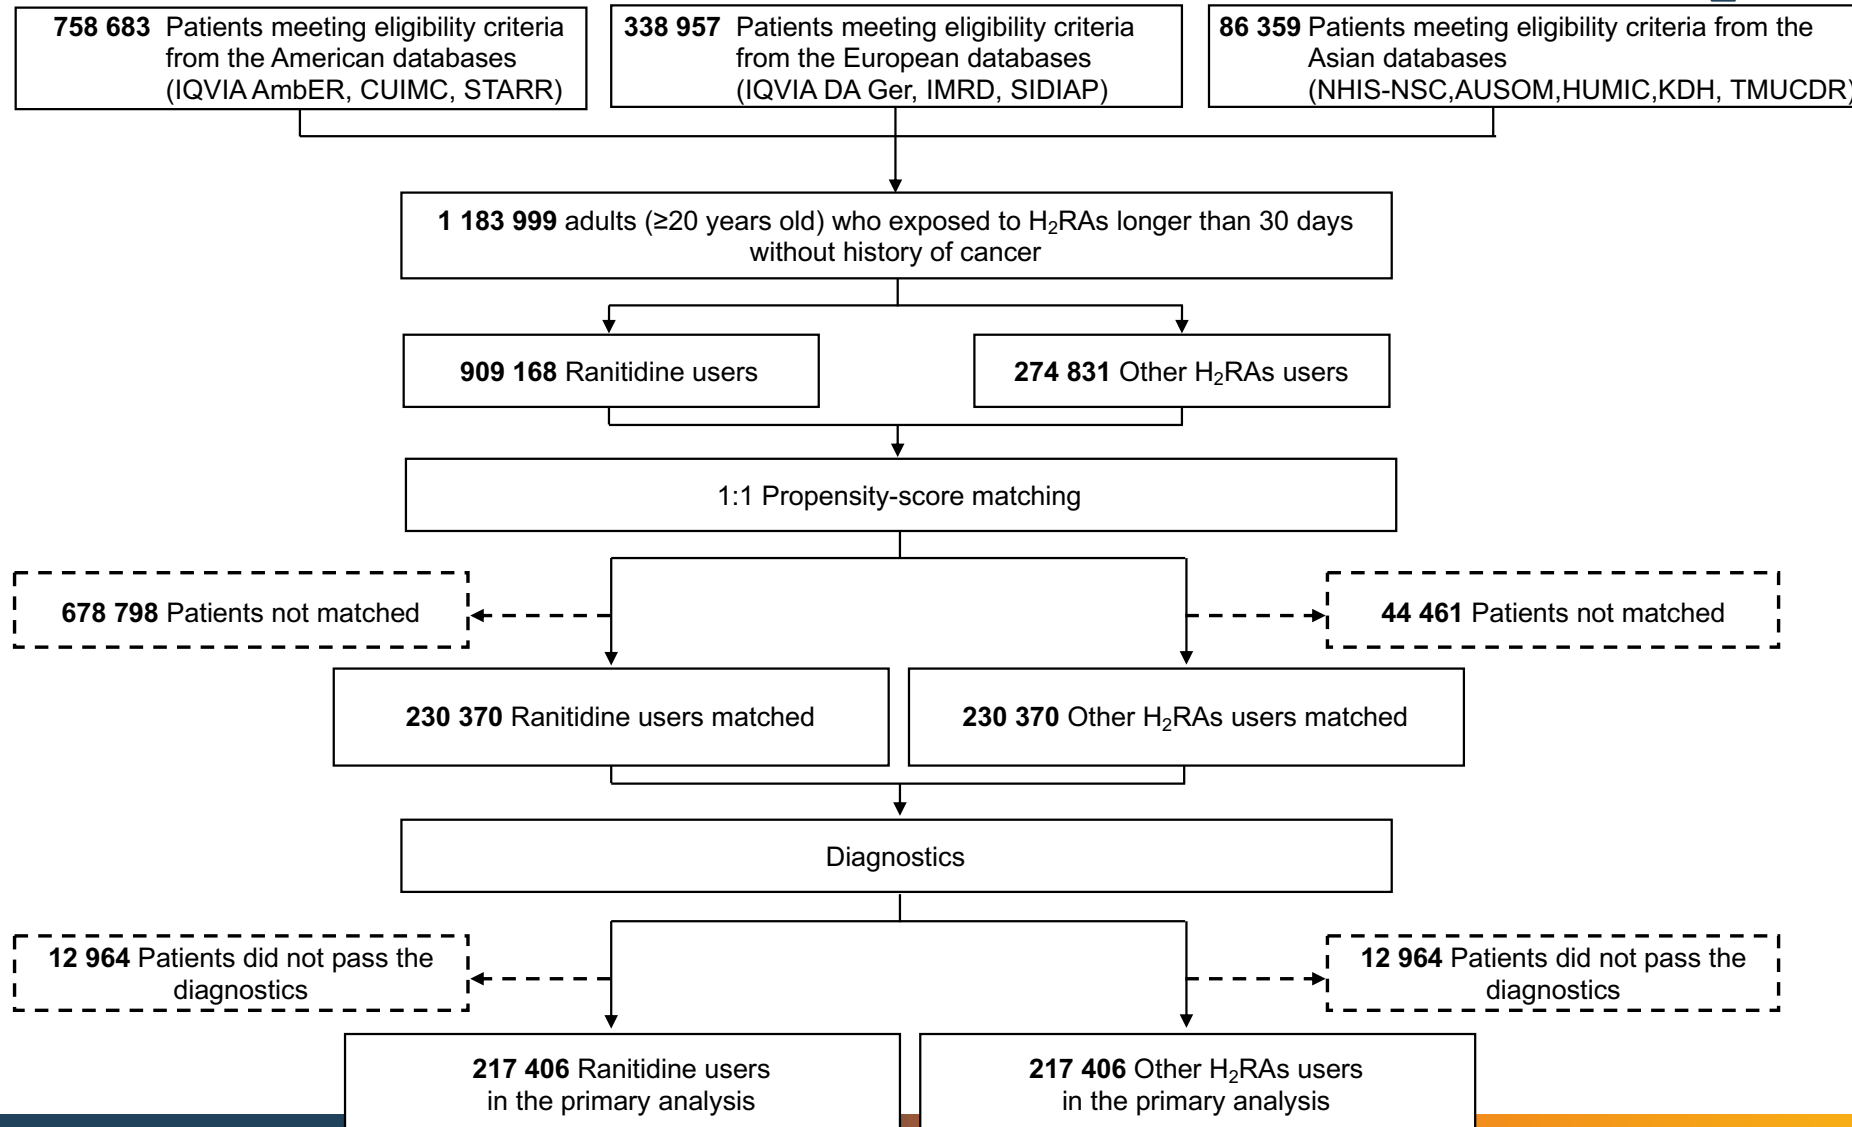 758 683 Patients meeting eligibility criteria
from the American databases
(IQVIA AmbER, CUIMC, STARR)
338 957 Patients meeting eligibility criteria
from the European databases
(IQVIA DA Ger, IMRD, SIDIAP)
86 359 Patients meeting eligibility criteria from the
Asian databases
(NHIS-NSC,AUSOM,HUMIC,KDH, TMUCDR)
1 183 999 adults (≥20 years old) who exposed to H₂RAs longer than 30 days
without history of cancer
909 168 Ranitidine users
274 831 Other H₂RAs users
1:1 Propensity-score matching
678 798 Patients not matched
44 461 Patients not matched
230 370 Ranitidine users matched
230 370 Other H₂RAs users matched
Diagnostics
12 964 Patients did not pass the
diagnostics
12 964 Patients did not pass the
diagnostics
217 406 Ranitidine users
in the primary analysis
217 406 Other H₂RAs users
in the primary analysis